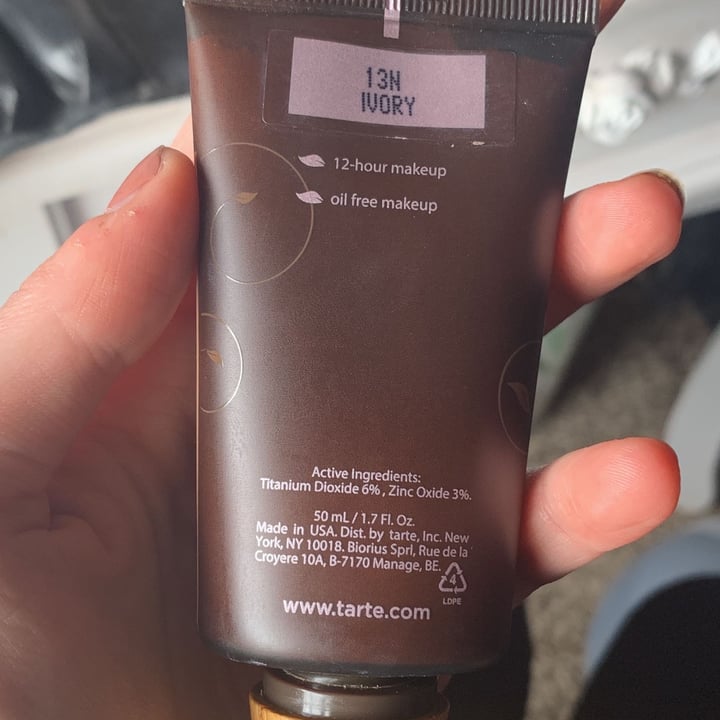 13N
IVORY
12-hour makeup
oil free makeup
Active Ingredients:
Titanium Dioxide 6% , Zinc Oxide 3%.
50 mL / 1.7 Fl. Oz.
Made in USA. Dist. by tarte, Inc. New
York, NY 10018. Biorius Sprl, Rue de la
Croyere 10A, B-7170 Manage, BE.
4
LDPE
www.tarte.com